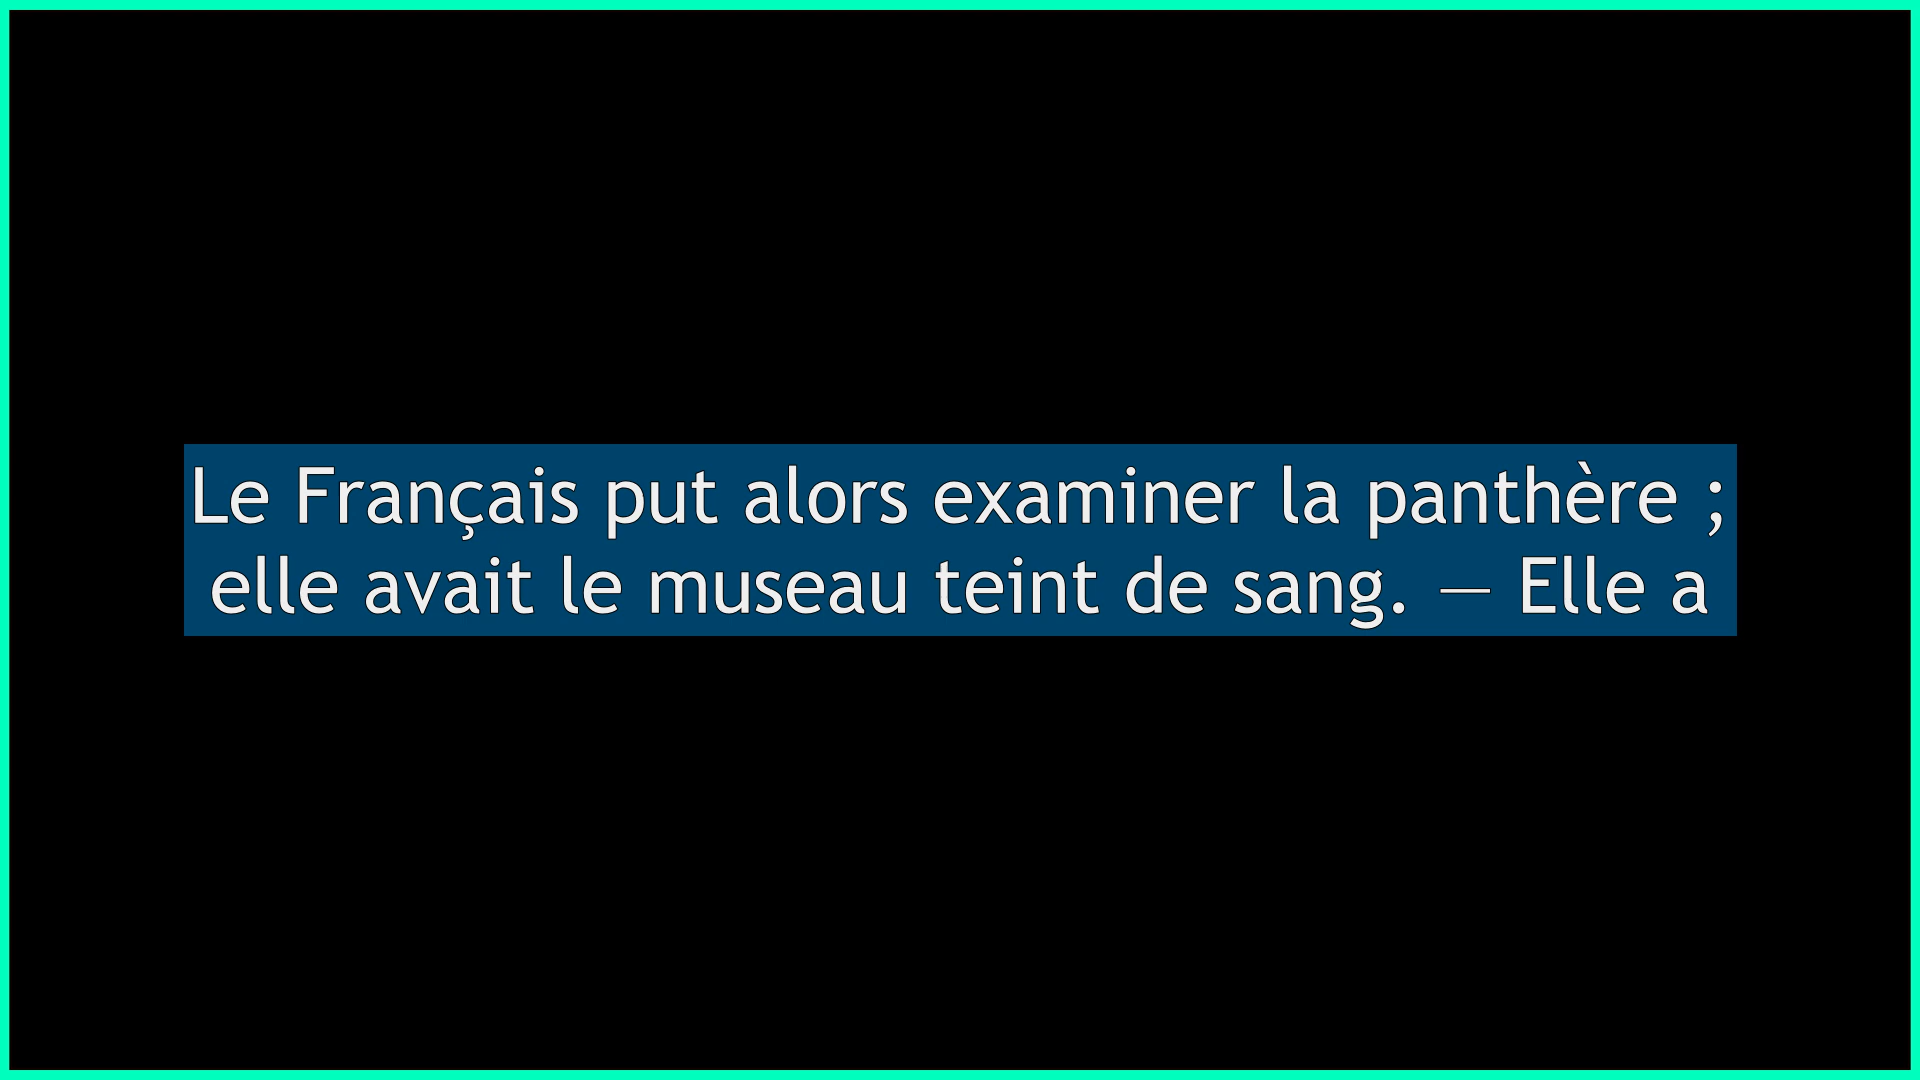 Le Français put alors examiner la panthère ;
elle avait le museau teint de sang. — Elle a